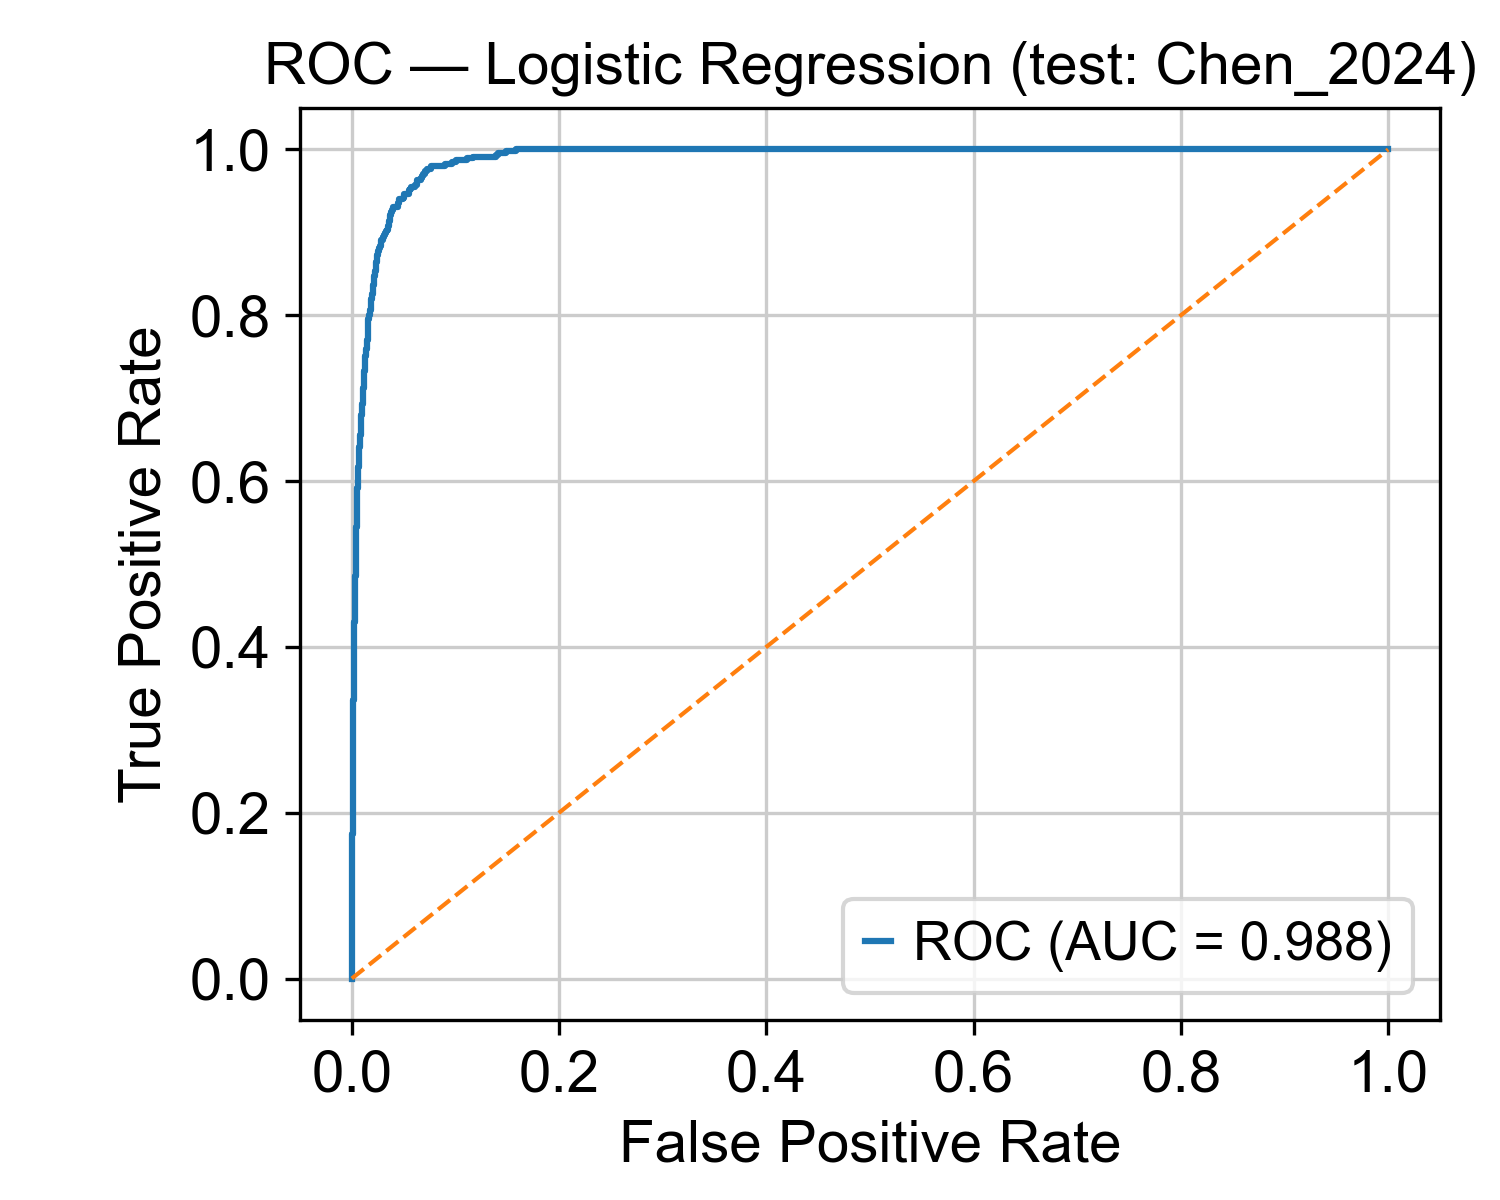 ROC — Logistic Regression (test: Chen_2024)
True Positive Rate
1.0
0.8
0.6
0.4
0.2
0.0
ROC (AUC = 0.988)
0.0 0.2 0.4 0.6 0.8 1.0
False Positive Rate